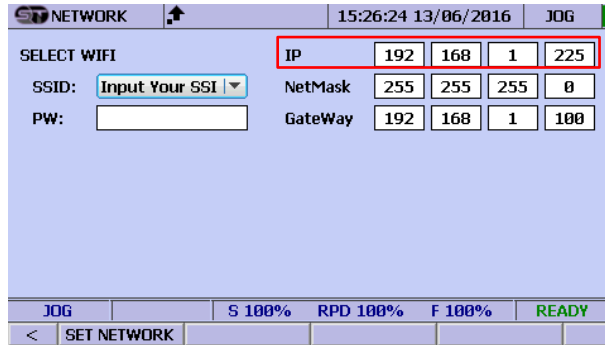 NETWORK 15:26:24 13/06/2016 JOG
SELECT WIFI
SSID: Input Your SSI
PW:
IP 192 168 1 225
NetMask 255 255 255 0
GateWay 192 168 1 100
JOG S 100% RPD 100% F 100% READY
< SET NETWORK